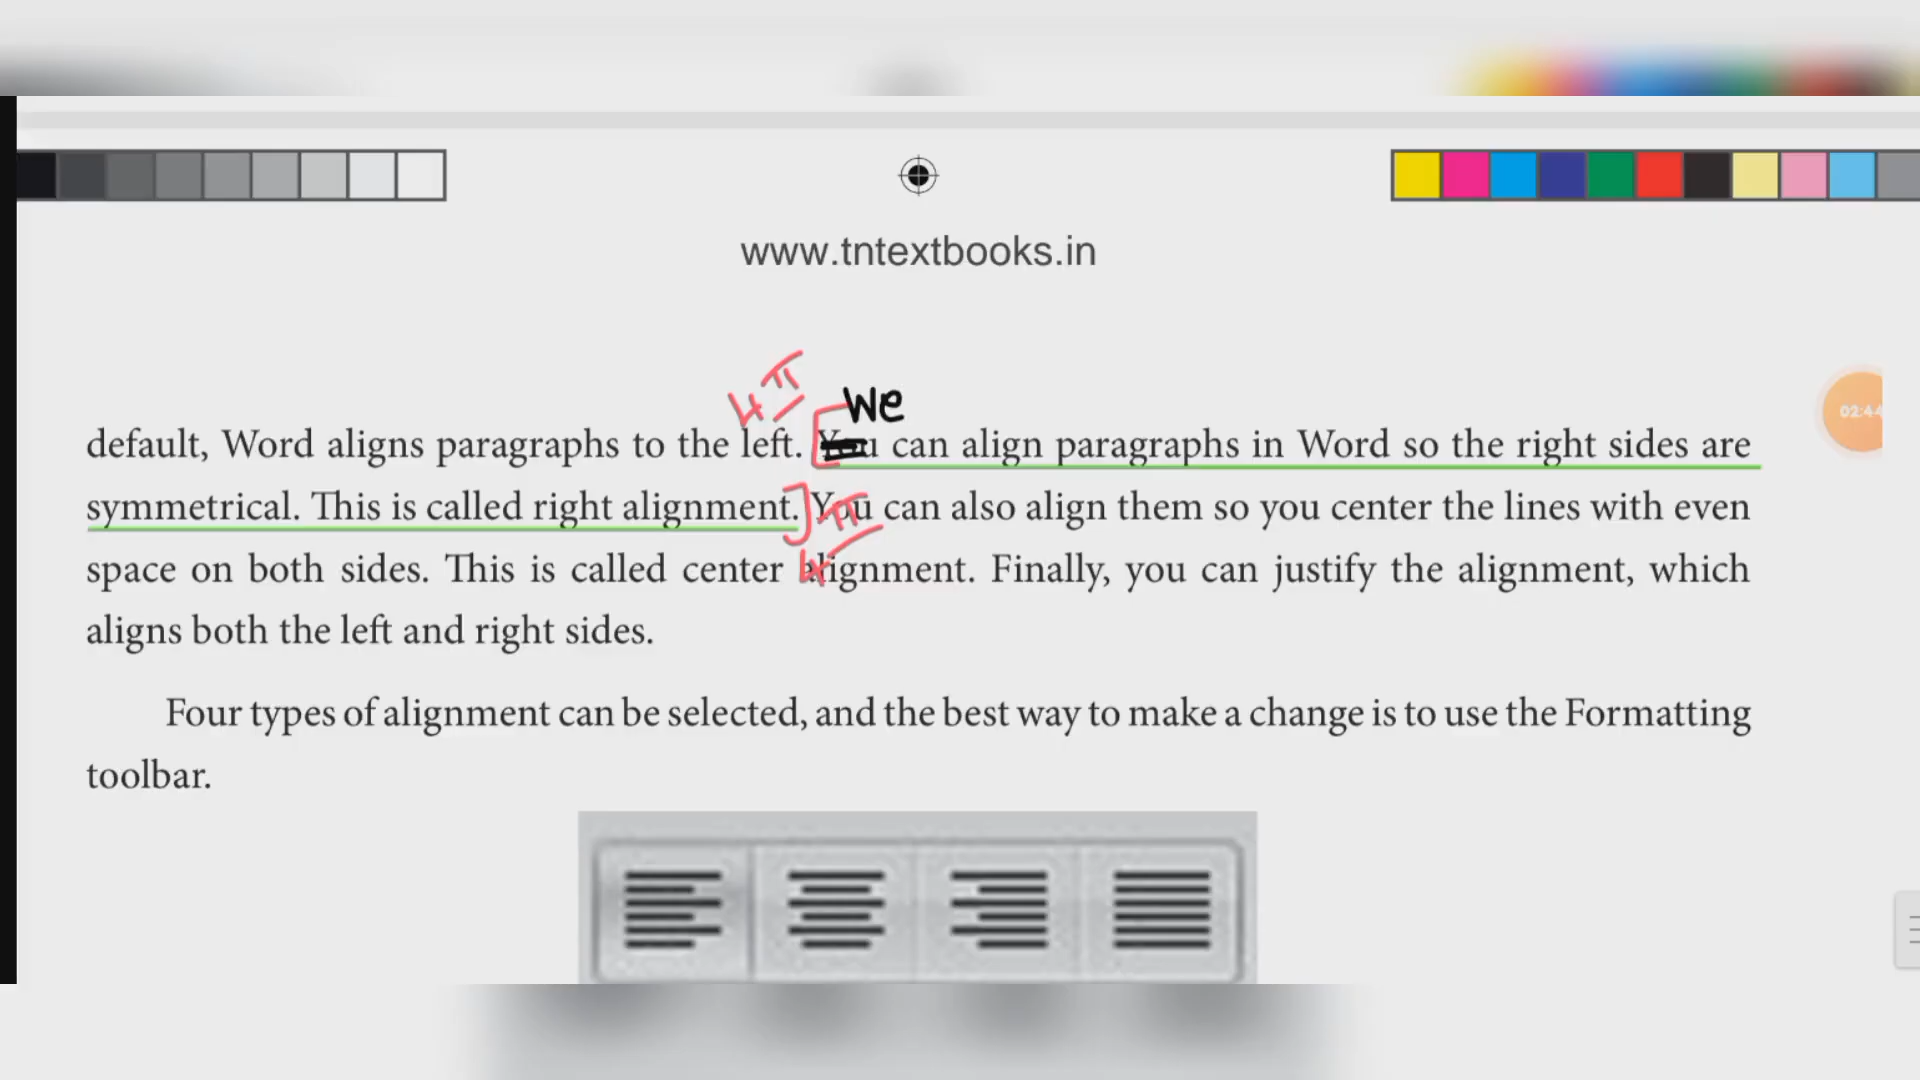 www.tntextbooks.in
4 II We
default, Word aligns paragraphs to the left. You can align paragraphs in Word so the right sides are
symmetrical. This is called right alignment. You can also align them so you center the lines with even
space on both sides. This is called center alignment. Finally, you can justify the alignment, which
aligns both the left and right sides.
Four types of alignment can be selected, and the best way to make a change is to use the Formatting
toolbar.